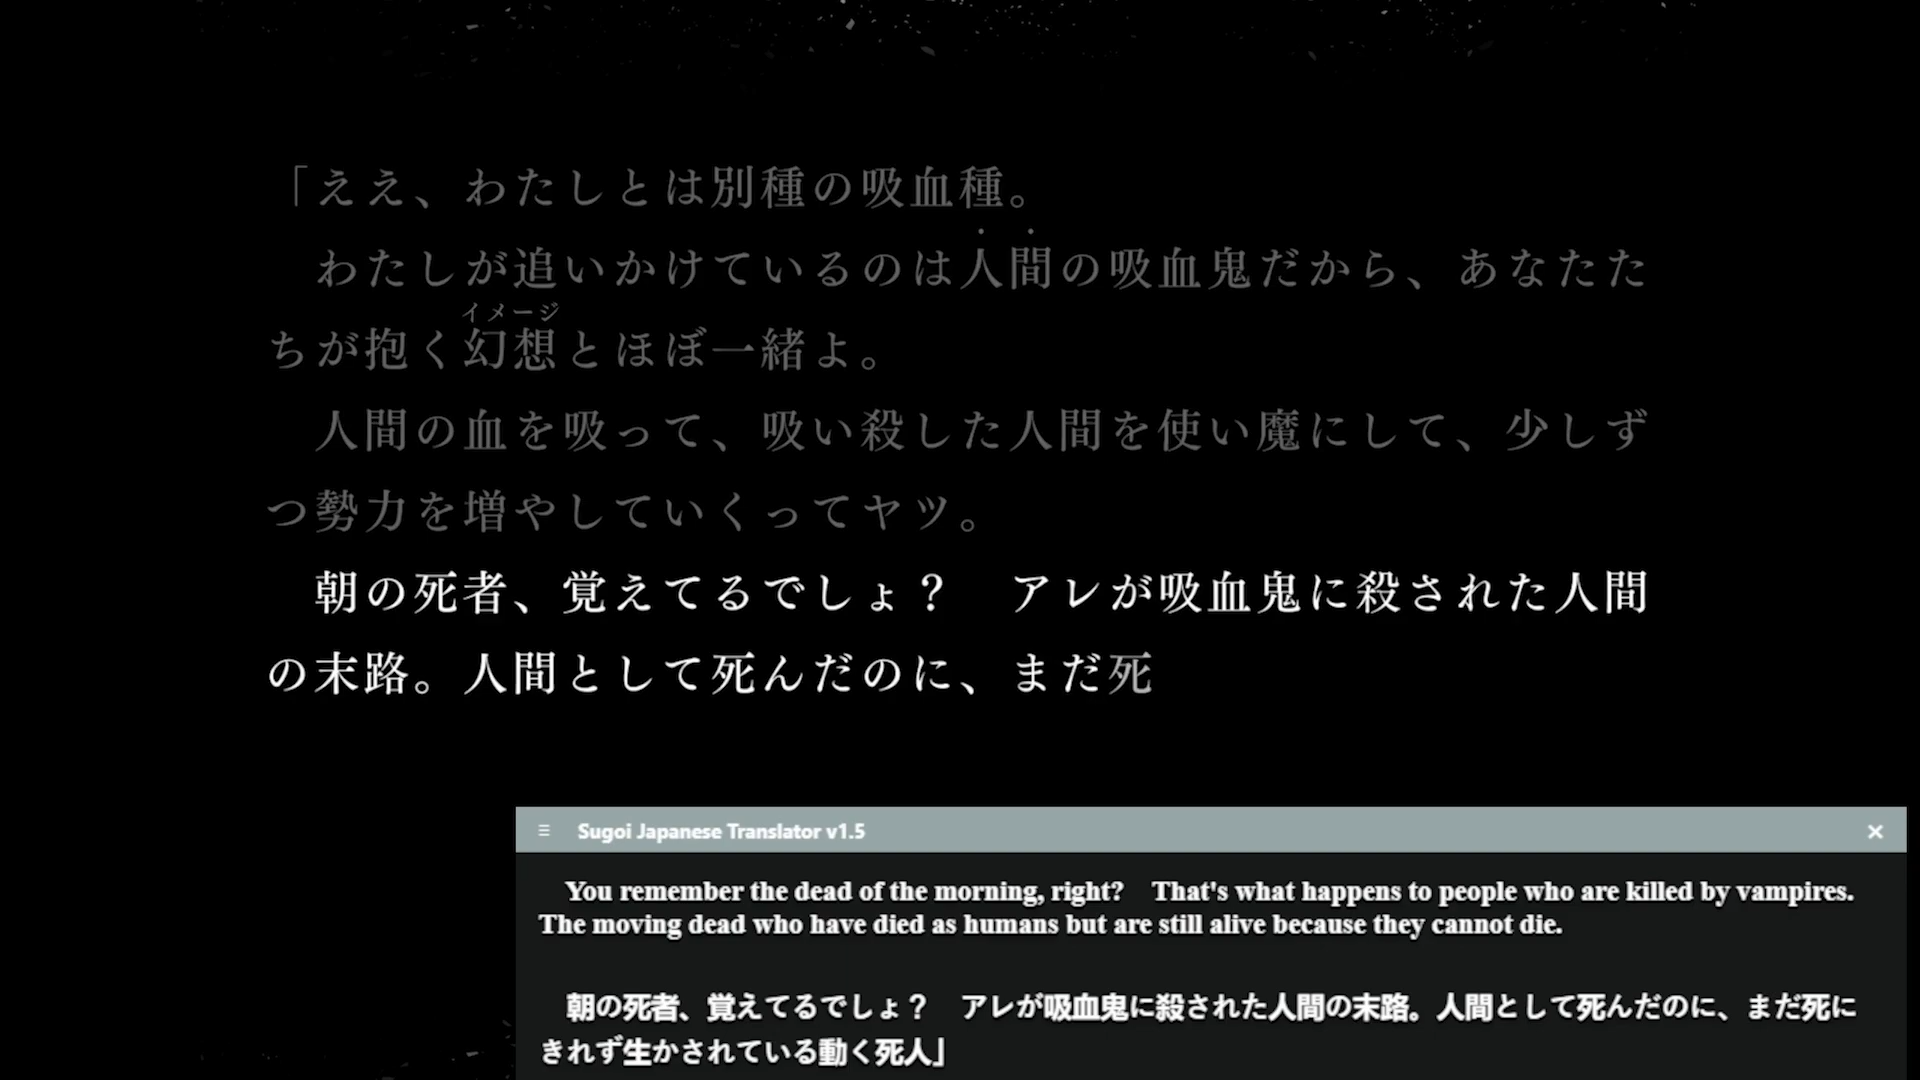 「ええ、わたしとは別種の吸血種。
わたしが追いかけているのは人間の吸血鬼だから、あなたた
イメージ
ちが抱く幻想とほぼ一緒よ。
人間の血を吸って、吸い殺した人間を使い魔にして、少しず
つ勢力を増やしていくってヤツ。
朝の死者、覚えてるでしょ？　アレが吸血鬼に殺された人間
の末路。人間として死んだのに、まだ死
Sugoi Japanese Translator v1.5
You remember the dead of the morning, right?　That's what happens to people who are killed by vampires.
The moving dead who have died as humans but are still alive because they cannot die.
朝の死者、覚えてるでしょ？　アレが吸血鬼に殺された人間の末路。人間として死んだのに、まだ死に
きれず生かされている動く死人」